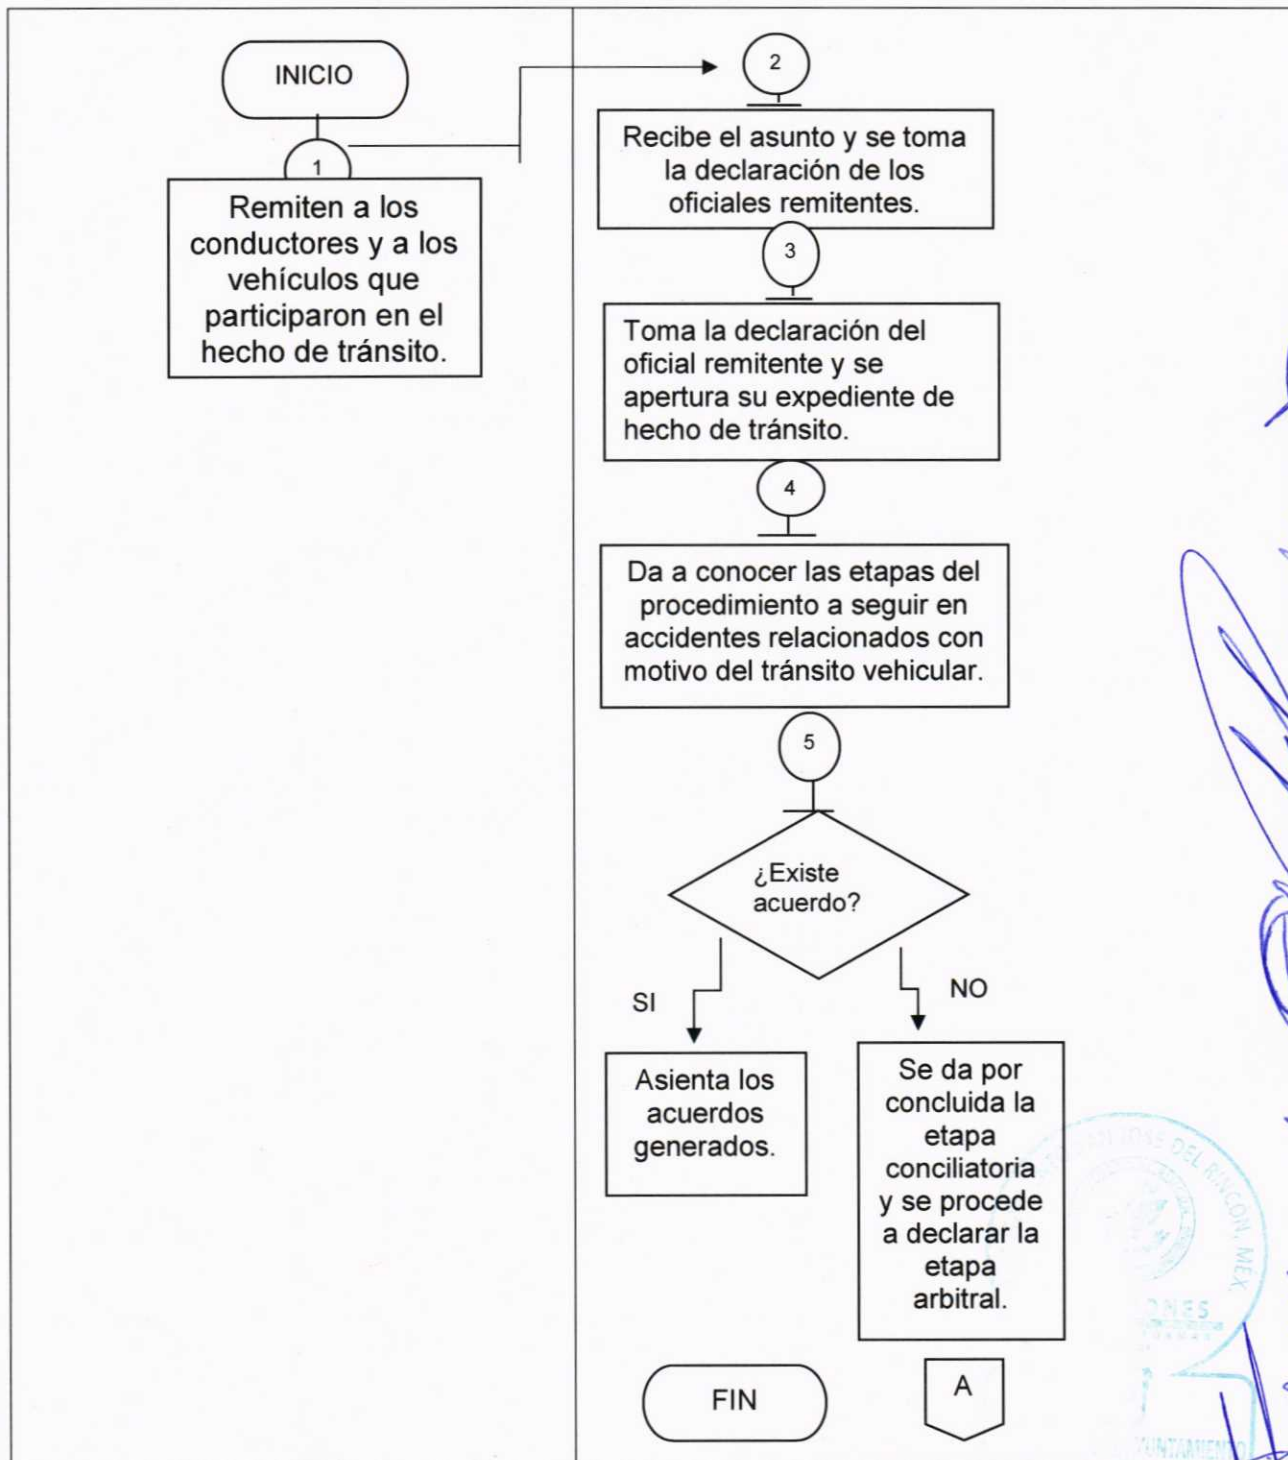 INICIO
1
Remiten a los
conductores y a los
vehículos que
participaron en el
hecho de tránsito.
2
Recibe el asunto y se toma
la declaración de los
oficiales remitentes.
3
Toma la declaración del
oficial remitente y se
apertura su expediente de
hecho de tránsito.
4
Da a conocer las etapas del
procedimiento a seguir en
accidentes relacionados con
motivo del tránsito vehicular.
5
¿Existe
acuerdo?
SI
NO
Asienta los
acuerdos
generados.
Se da por
concluida la
etapa
conciliatoria
y se procede
a declarar la
etapa
arbitral.
FIN
A
JOSE DEL RINCÓN, MÉX.